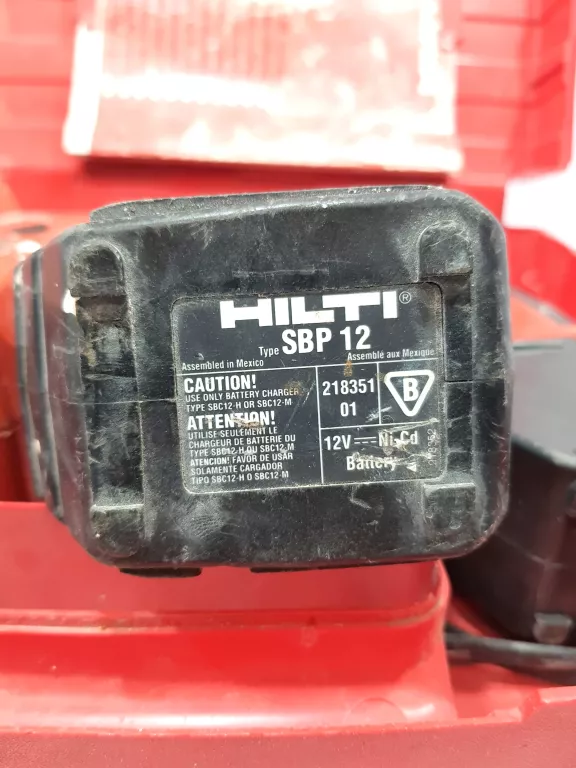 HILTI®
Type SBP 12
Assembled in Mexico Assemblé aux Mexique
CAUTION!
USE ONLY BATTERY CHARGER
TYPE SBC12-H OR SBC12-M
ATTENTION!
UTILISE SEULEMENT LE
CHARGEUR DE BATTERIE DU
TYPE SBC12-H OU SBC12-M
ATENCION! FAVOR DE USAR
SOLAMENTE CARGADOR
TIPO SBC12-H O SBC12-M
218351
01
B
12V Ni-Cd
Battery